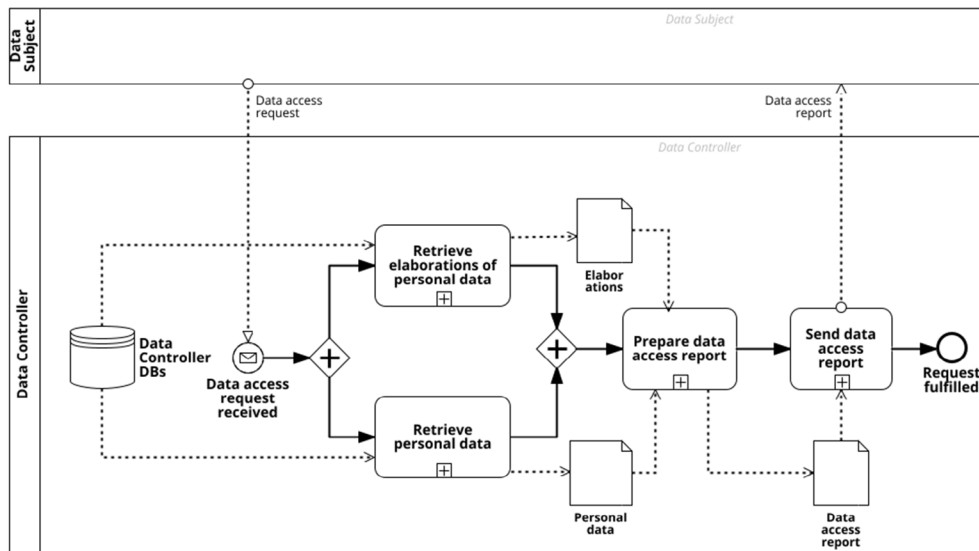 Data Subject
Data
Subject
Data access
request
Data access
report
Data Controller
Data Controller
Retrieve
elaborations of
personal data
Elabor
ations
Data
Controller
DBs
Data access
request
received
Prepare data
access report
Send data
access
report
Request
fulfilled
Retrieve
personal data
Personal
data
Data
access
report